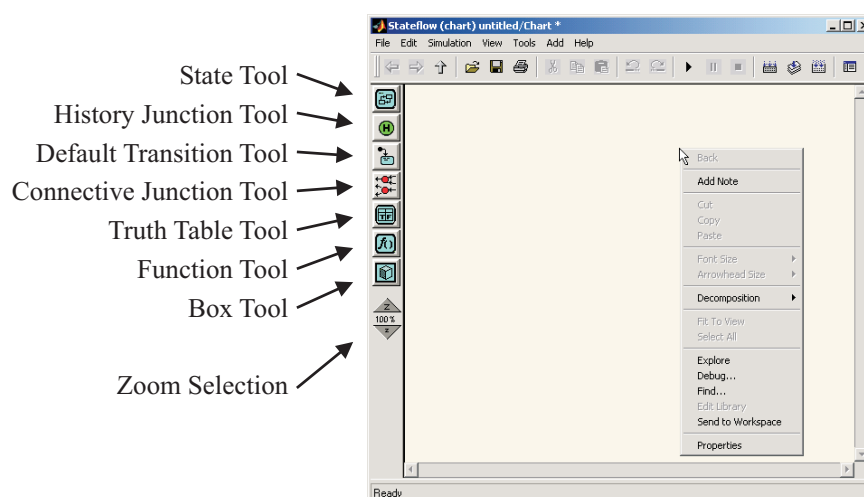 Stateflow (chart) untitled/Chart *
File Edit Simulation View Tools Add Help
State Tool
History Junction Tool
H
Default Transition Tool
Connective Junction Tool
Truth Table Tool
Function Tool
f()
Box Tool
Z
100%
z
Zoom Selection
Back
Add Note
Cut
Copy
Paste
Font Size
Arrowhead Size
Decomposition
Fit To View
Select All
Explore
Debug...
Find...
Edit Library
Send to Workspace
Properties
Ready